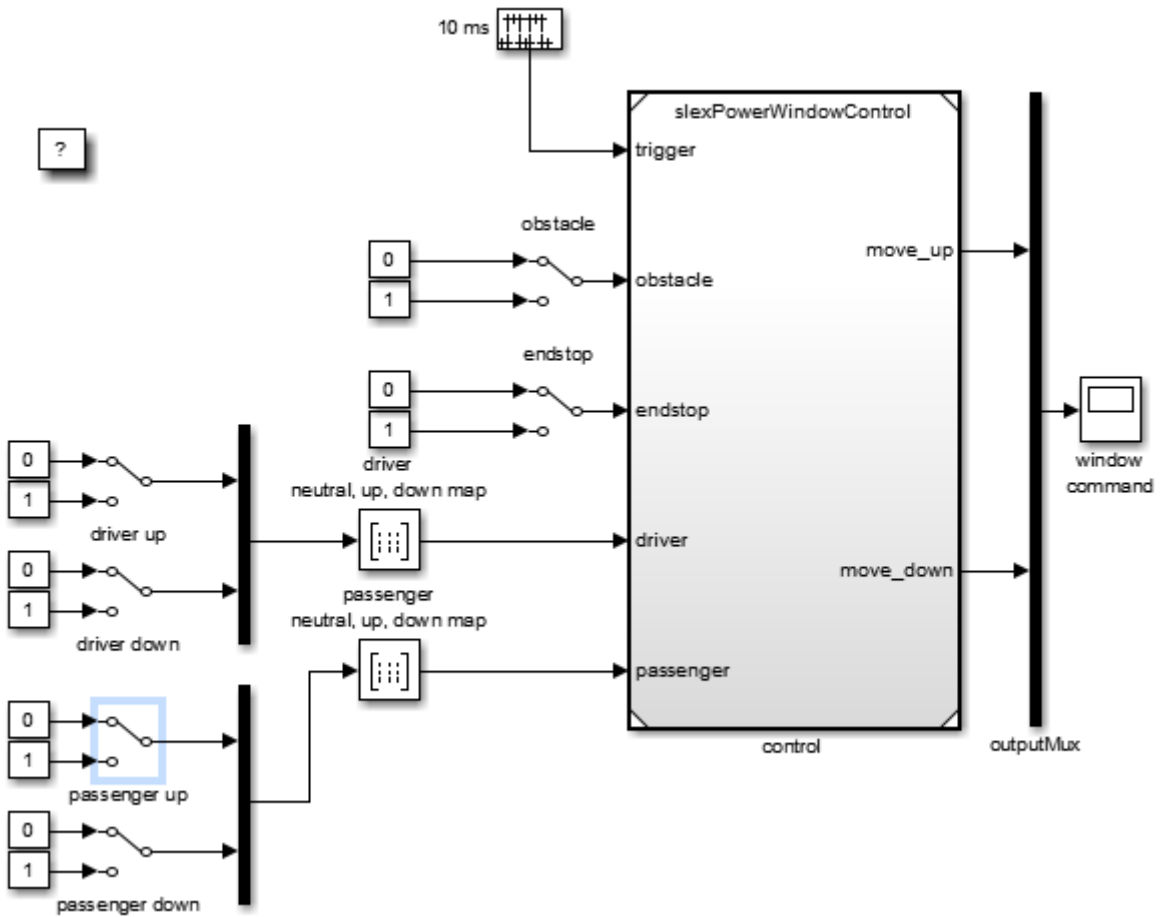 10 ms
slexPowerWindowControl
trigger
?
obstacle
0
1
obstacle
move_up
endstop
0
1
endstop
driver
neutral, up, down map
window
command
0
1
driver up
driver
0
1
driver down
move_down
passenger
neutral, up, down map
passenger
0
1
passenger up
control
outputMux
0
1
passenger down